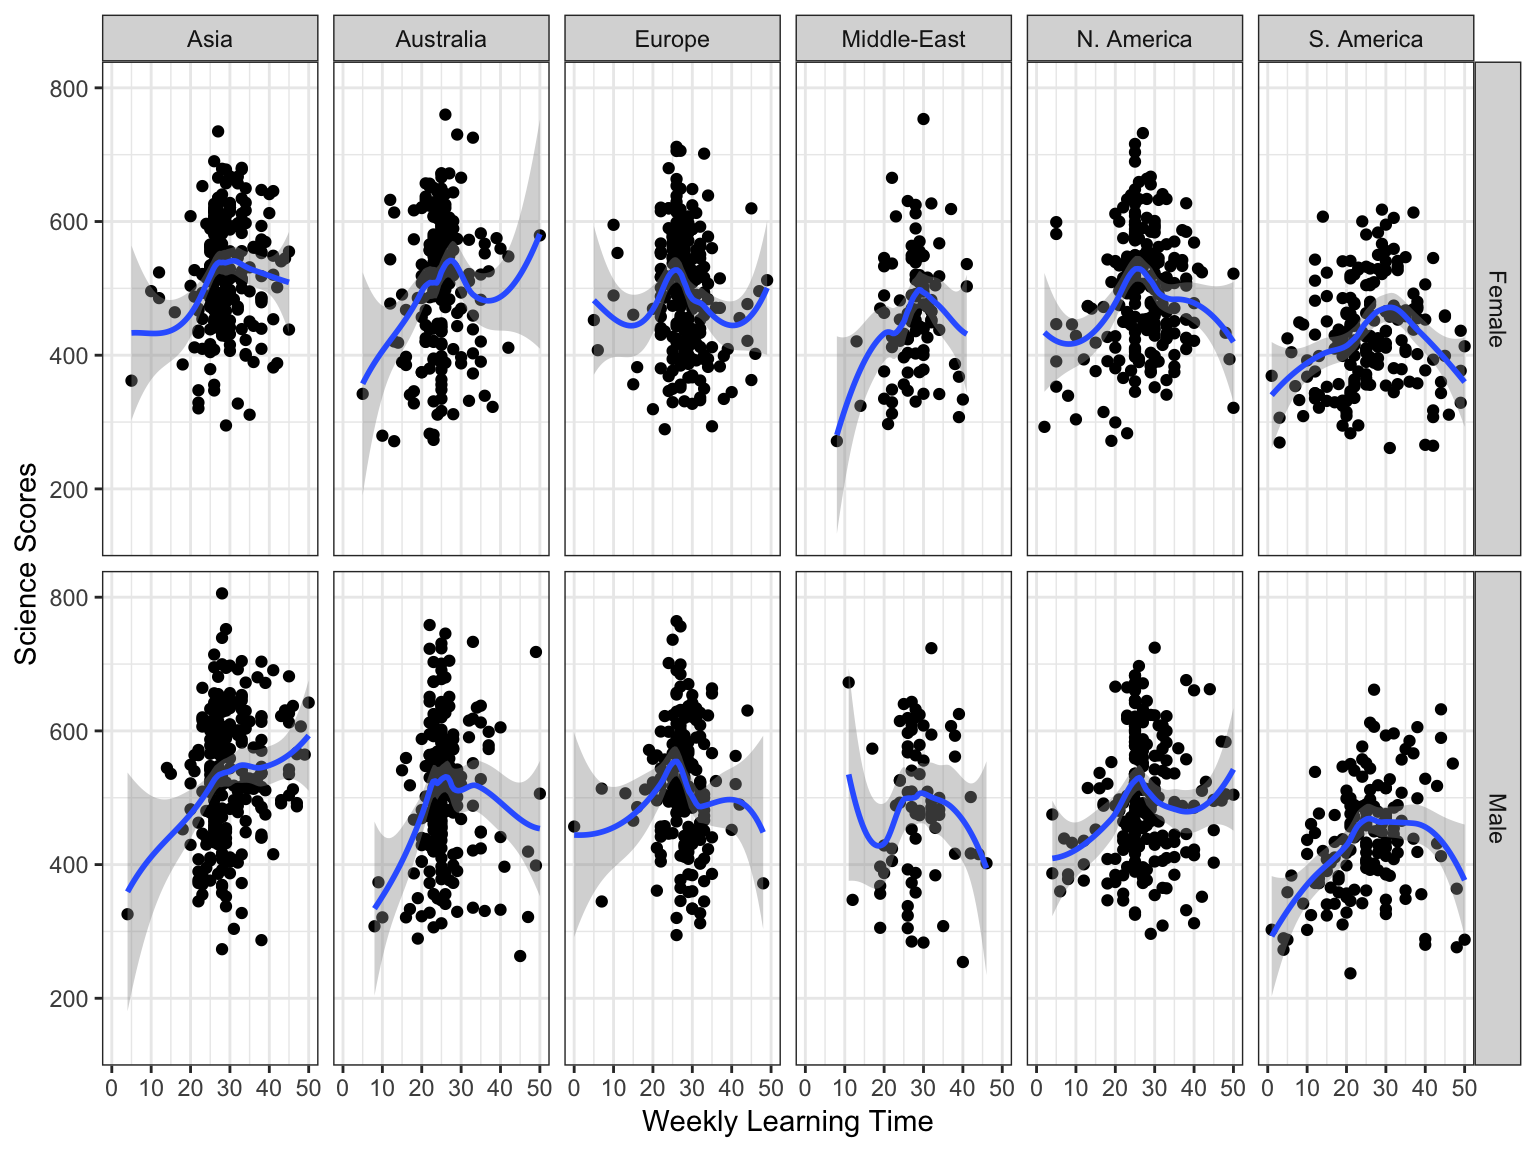 Asia Australia Europe Middle-East N. America S. America
800
600
400
200
Female
Science Scores
800
600
400
200
Male
0 10 20 30 40 50 0 10 20 30 40 50 0 10 20 30 40 50 0 10 20 30 40 50 0 10 20 30 40 50 0 10 20 30 40 50
Weekly Learning Time